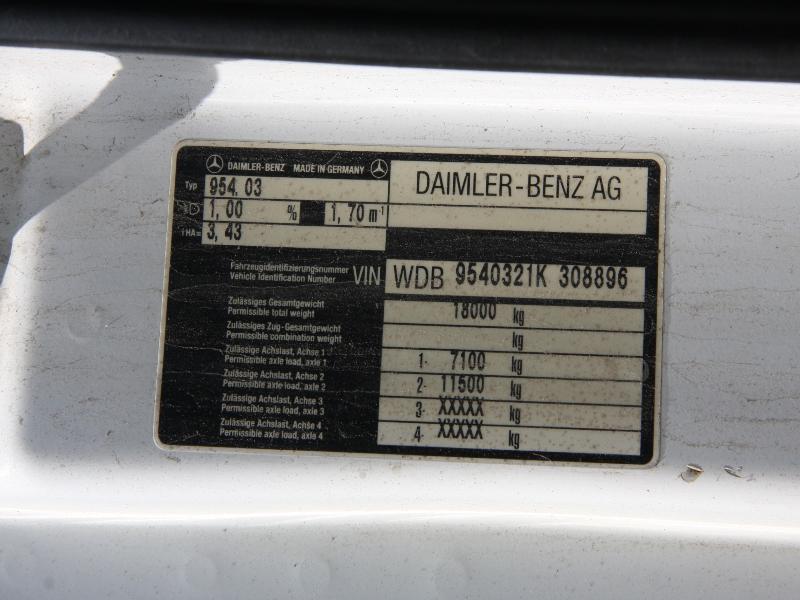 DAIMLER-BENZ MADE IN GERMANY
DAIMLER-BENZ AG
Typ 954.03
1,00 % 1,70 m-1
iHA= 3,43
Fahrzeugidentifizierungsnummer
Vehicle Identification Number
VIN WDB 9540321K 308896
Zulässiges Gesamtgewicht
Permissible total weight
18000 kg
Zulässiges Zug-Gesamtgewicht
Permissible combination weight
kg
Zulässige Achslast, Achse 1
Permissible axle load, axle 1
1- 7100 kg
Zulässige Achslast, Achse 2
Permissible axle load, axle 2
2- 11500 kg
Zulässige Achslast, Achse 3
Permissible axle load, axle 3
3- XXXXX kg
Zulässige Achslast, Achse 4
Permissible axle load, axle 4
4- XXXXX kg